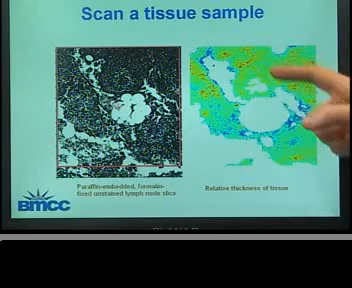 Scan a tissue sample
Paraffin-embedded, formalin-
fixed unstained lymph node slice
Relative thickness of tissue
BMCC